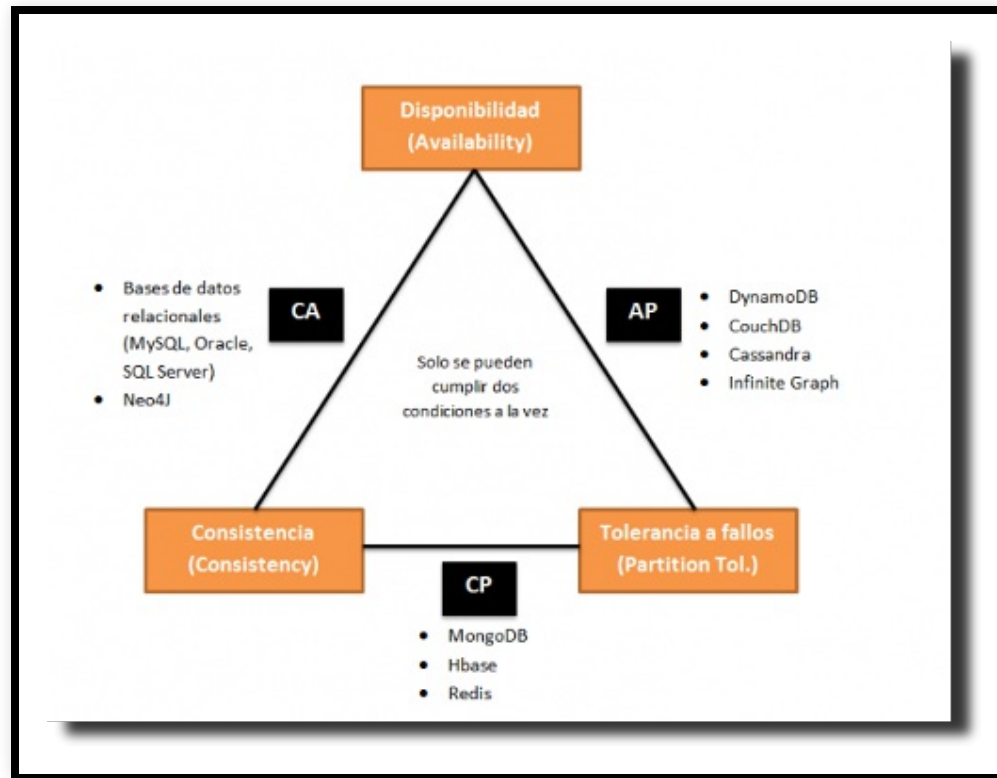 Disponibilidad
(Availability)
• Bases de datos
relacionales
(MySQL, Oracle,
SQL Server)
• Neo4J
CA
AP
• DynamoDB
• CouchDB
• Cassandra
• Infinite Graph
Solo se pueden
cumplir dos
condiciones a la vez
Consistencia
(Consistency)
Tolerancia a fallos
(Partition Tol.)
CP
• MongoDB
• Hbase
• Redis